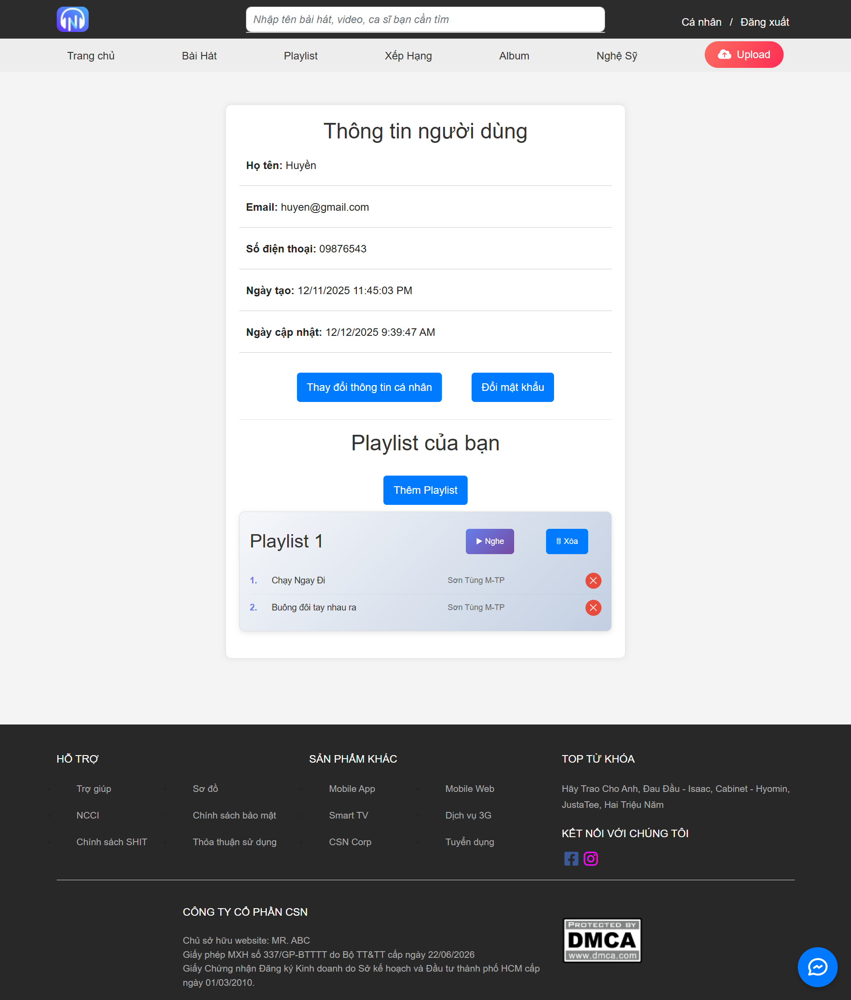 Nhập tên bài hát, video, ca sĩ bạn cần tìm
Cá nhân / Đăng xuất
Trang chủ Bài Hát Playlist Xếp Hạng Album Nghệ Sỹ Upload
Thông tin người dùng
Họ tên: Huyền
Email: huyen@gmail.com
Số điện thoại: 09876543
Ngày tạo: 12/11/2025 11:45:03 PM
Ngày cập nhật: 12/12/2025 9:39:47 AM
Thay đổi thông tin cá nhân Đổi mật khẩu
Playlist của bạn
Thêm Playlist
Playlist 1 Nghe Xóa
1. Chạy Ngay Đi Sơn Tùng M-TP
2. Buông đôi tay nhau ra Sơn Tùng M-TP
HỖ TRỢ
Trợ giúp Sơ đồ
NCCI Chính sách bảo mật
Chính sách SHIT Thỏa thuận sử dụng
SẢN PHẨM KHÁC
Mobile App Mobile Web
Smart TV Dịch vụ 3G
CSN Corp Tuyển dụng
TOP TỪ KHÓA
Hãy Trao Cho Anh, Đau Đầu - Isaac, Cabinet - Hyomin,
JustaTee, Hai Triệu Năm
KẾT NỐI VỚI CHÚNG TÔI
CÔNG TY CỔ PHẦN CSN
Chủ sở hữu website: MR. ABC
Giấy phép MXH số 337/GP-BTTTT do Bộ TT&TT cấp ngày 22/06/2026
Giấy Chứng nhận Đăng ký Kinh doanh do Sở kế hoạch và Đầu tư thành phố HCM cấp
ngày 01/03/2010.
PROTECTED BY
DMCA
www.dmca.com